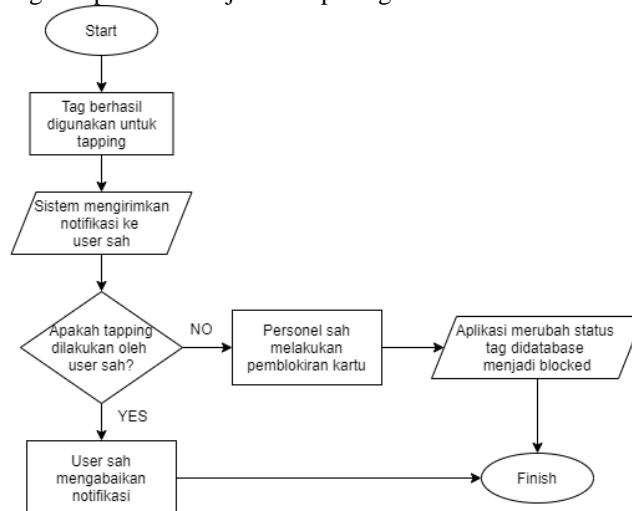 Start
Tag berhasil
digunakan untuk
tapping
Sistem mengirimkan
notifikasi ke
user sah
Apakah tapping
dilakukan oleh
user sah?
NO
Personel sah
melakukan
pemblokiran kartu
Aplikasi merubah status
tag didatabase
menjadi blocked
YES
User sah
mengabaikan
notifikasi
Finish